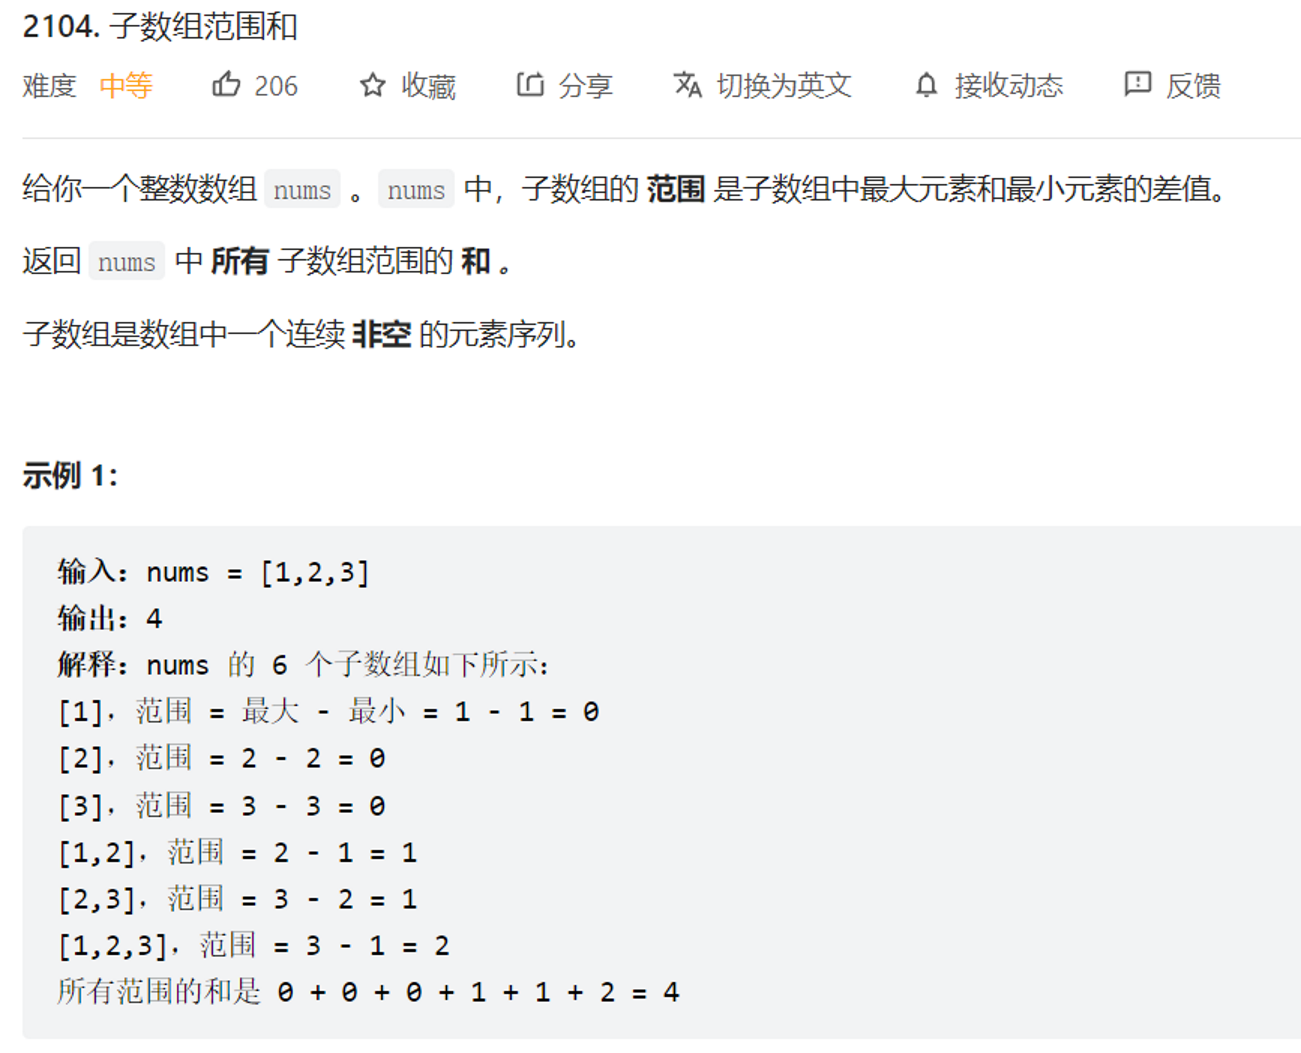 2104. 子数组范围和
难度 中等 206 收藏 分享 切换为英文 接收动态 反馈
给你一个整数数组 nums 。nums 中，子数组的 范围 是子数组中最大元素和最小元素的差值。
返回 nums 中 所有 子数组范围的 和 。
子数组是数组中一个连续 非空 的元素序列。
示例 1：
输入：nums = [1,2,3]
输出：4
解释：nums 的 6 个子数组如下所示：
[1]，范围 = 最大 - 最小 = 1 - 1 = 0
[2]，范围 = 2 - 2 = 0
[3]，范围 = 3 - 3 = 0
[1,2]，范围 = 2 - 1 = 1
[2,3]，范围 = 3 - 2 = 1
[1,2,3]，范围 = 3 - 1 = 2
所有范围的和是 0 + 0 + 0 + 1 + 1 + 2 = 4